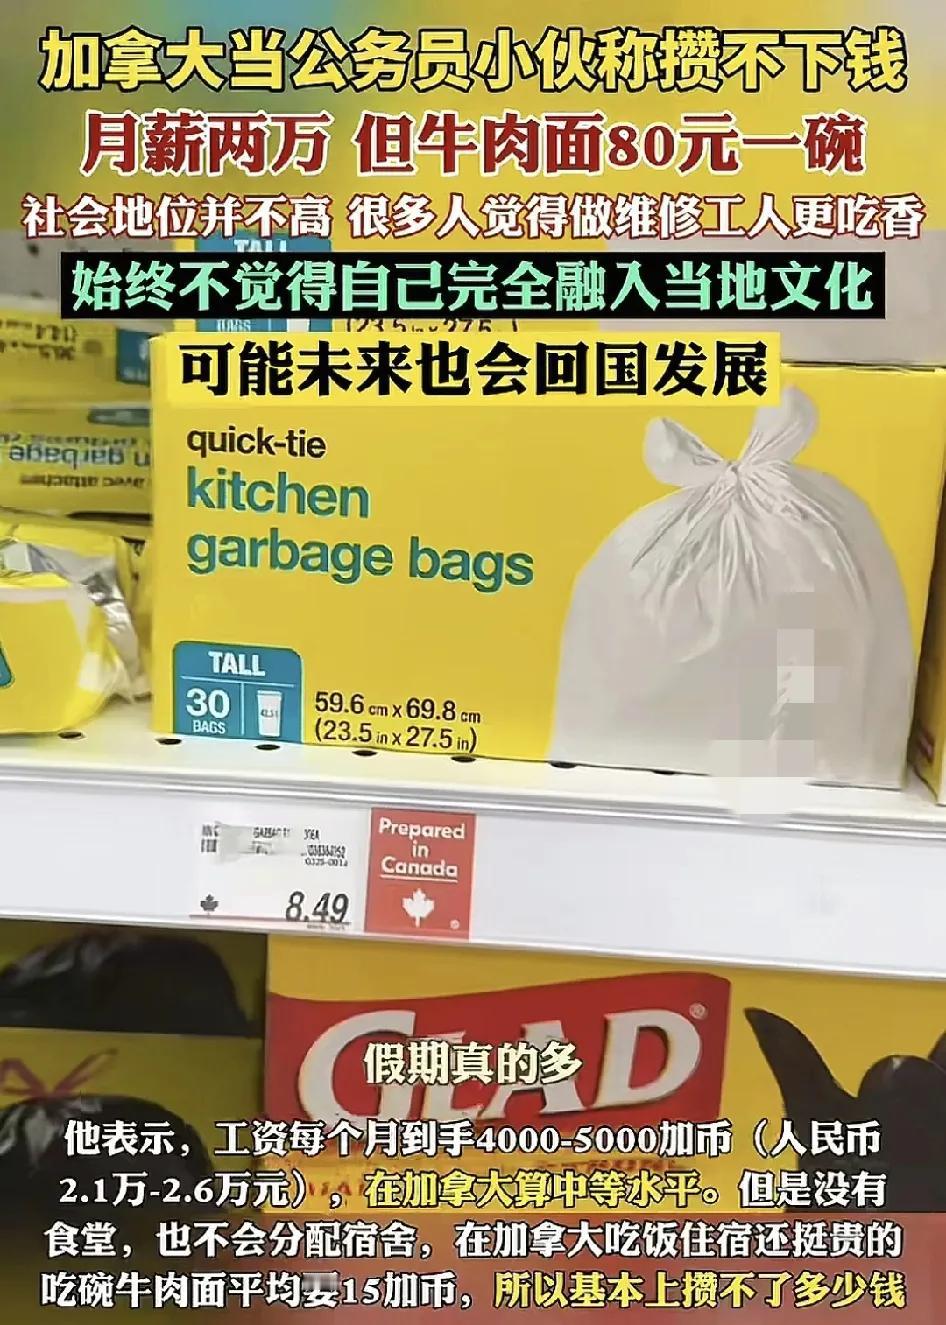 加拿大当公务员小伙称攒不下钱
月薪两万 但牛肉面80元一碗
社会地位并不高 很多人觉得做维修工人更吃香
TALL
始终不觉得自己完全融入当地文化
BAGS
(23.5 in x 27.5 in)
可能未来也会回国发展
quick-tie
kitchen
garbage bags
TALL
30
BAGS
59.6 cm x 69.8 cm
(23.5 in x 27.5 in)
Prepared
in
Canada
8.49
GLAD®
假期真的多
他表示，工资每个月到手4000-5000加币（人民币
2.1万-2.6万元），在加拿大算中等水平。但是没有
食堂，也不会分配宿舍，在加拿大吃饭住宿还挺贵的
吃碗牛肉面平均要15加币，所以基本上攒不了多少钱